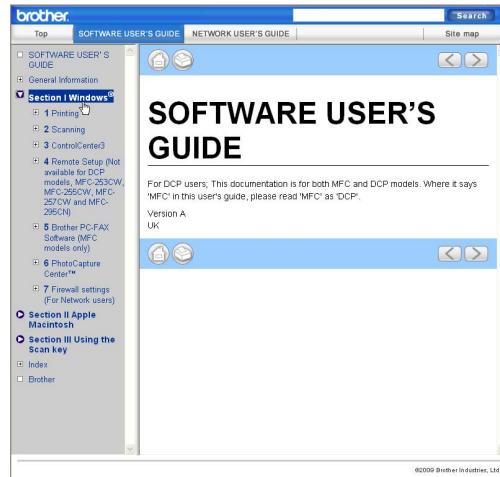 brother.
Search
Top
SOFTWARE USER'S GUIDE
NETWORK USER'S GUIDE
Site map
SOFTWARE USER' S
GUIDE
General Information
Section I Windows®
1 Printing
2 Scanning
3 ControlCenter3
4 Remote Setup (Not
available for DCP
models, MFC-253CW,
MFC-255CW, MFC-
257CW and MFC-
295CN)
5 Brother PC-FAX
Software (MFC
models only)
6 PhotoCapture
Center™
7 Firewall settings
(For Network users)
Section II Apple
Macintosh
Section III Using the
Scan key
Index
Brother
SOFTWARE USER'S
GUIDE
For DCP users; This documentation is for both MFC and DCP models. Where it says
'MFC' in this user's guide, please read 'MFC' as 'DCP'.
Version A
UK
©2009 Brother Industries, Ltd